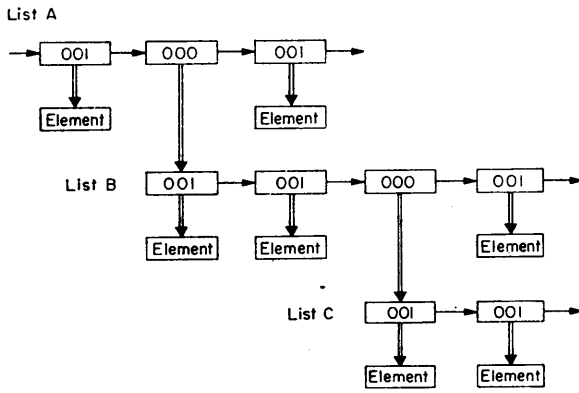 List A
001 000 001
Element Element
List B 001 001 000 001
Element Element Element
List C 001 001
Element Element